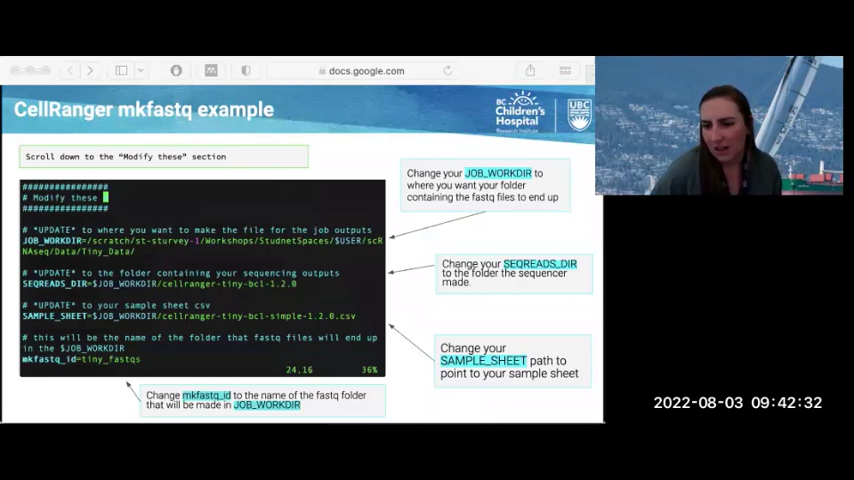 docs.google.com
CellRanger mkfastq example
BC
Children's
Hospital
Research Institute
UBC
Scroll down to the "Modify these" section
################
# Modify these
################
# *UPDATE* to where you want to make the file for the job outputs
JOB_WORKDIR=/scratch/st-sturvey-1/Workshops/StudnetSpaces/$USER/scR
NAseq/Data/Tiny_Data/
# *UPDATE* to the folder containing your sequencing outputs
SEQREADS_DIR=$JOB_WORKDIR/cellranger-tiny-bcl-1.2.0
# *UPDATE* to your sample sheet csv
SAMPLE_SHEET=$JOB_WORKDIR/cellranger-tiny-bcl-simple-1.2.0.csv
# this will be the name of the folder that fastq files will end up
in the $JOB_WORKDIR
mkfastq_id=tiny_fastqs
24,16 36%
Change your JOB_WORKDIR to
where you want your folder
containing the fastq files to end up
Change your SEQREADS_DIR
to the folder the sequencer
made.
Change your
SAMPLE_SHEET path to
point to your sample sheet
Change mkfastq_id to the name of the fastq folder
that will be made in JOB_WORKDIR
2022-08-03 09:42:32